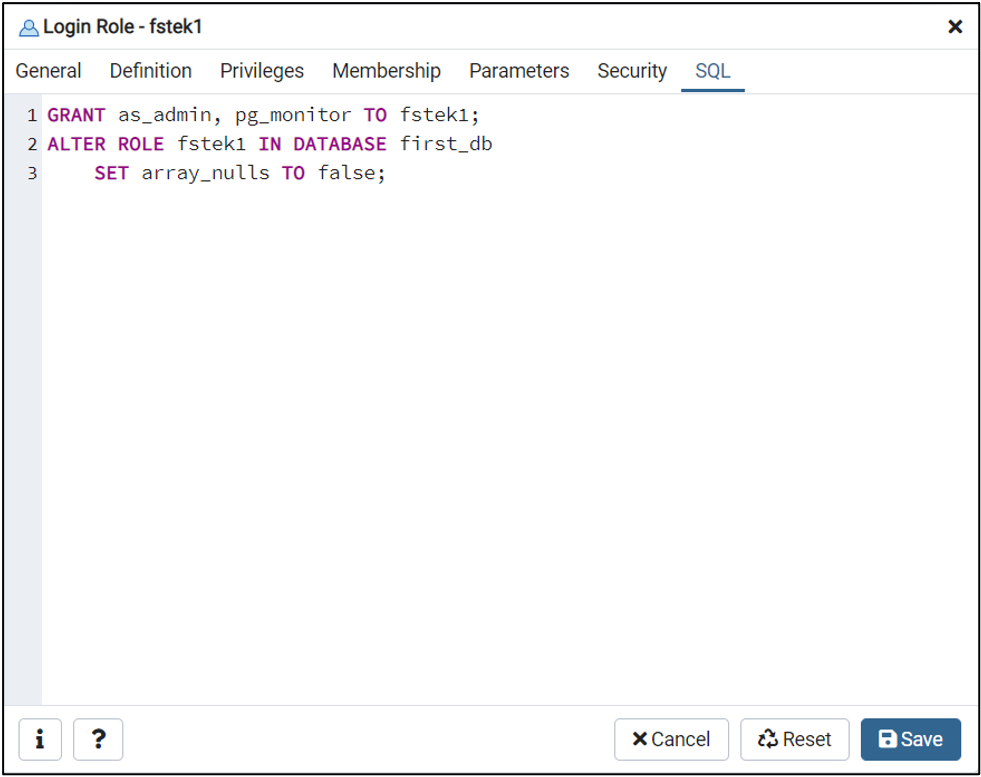 Login Role - fstek1
General Definition Privileges Membership Parameters Security SQL
1 GRANT as_admin, pg_monitor TO fstek1;
2 ALTER ROLE fstek1 IN DATABASE first_db
3     SET array_nulls TO false;
i ? Cancel Reset Save